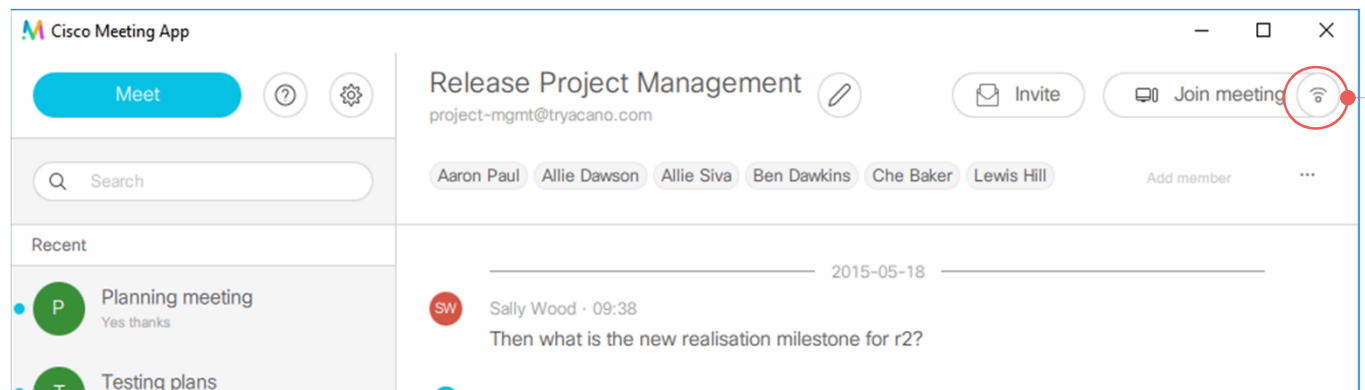 Cisco Meeting App
Meet
Search
Recent
P
Planning meeting
Yes thanks
T
Testing plans
Release Project Management
project-mgmt@tryacano.com
Invite
Join meeting
Aaron Paul Allie Dawson Allie Siva Ben Dawkins Che Baker Lewis Hill Add member ...
2015-05-18
SW
Sally Wood · 09:38
Then what is the new realisation milestone for r2?